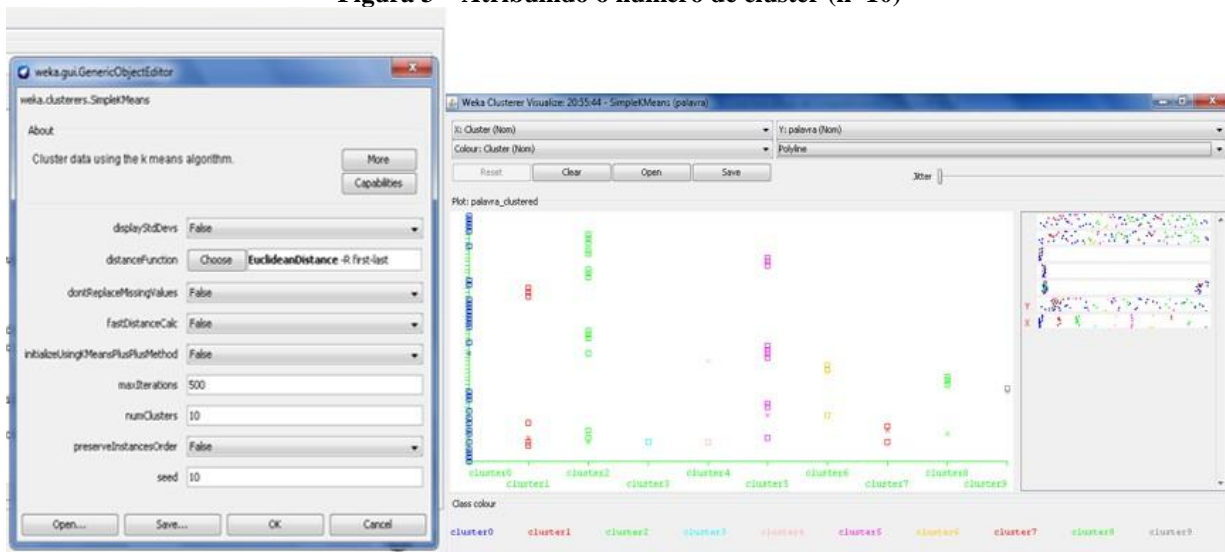 Figura 5 – Atribuindo o número de cluster (nº 10)
weka.gui.GenericObjectEditor
weka.clusterers.SimpleKMeans
About
Cluster data using the k means algorithm.
More
Capabilities
displayStdDevs False
distanceFunction Choose EuclideanDistance -R first-last
dontReplaceMissingValues False
fastDistanceCalc False
initializeUsingKMeansPlusPlusMethod False
maxIterations 500
numClusters 10
preserveInstancesOrder False
seed 10
Open... Save... OK Cancel
Weka Clusterer Visualize: 20:55:44 - SimpleKMeans (palavra)
X: Cluster (Nom) Y: palavra (Nom)
Colour: Cluster (Nom) Polyline
Reset Clear Open Save Jitter
Plot: palavra_clustered
Y
X
cluster0 cluster2 cluster4 cluster6 cluster8
cluster1 cluster3 cluster5 cluster7 cluster9
Class colour
cluster0 cluster1 cluster2 cluster3 cluster4 cluster5 cluster6 cluster7 cluster8 cluster9